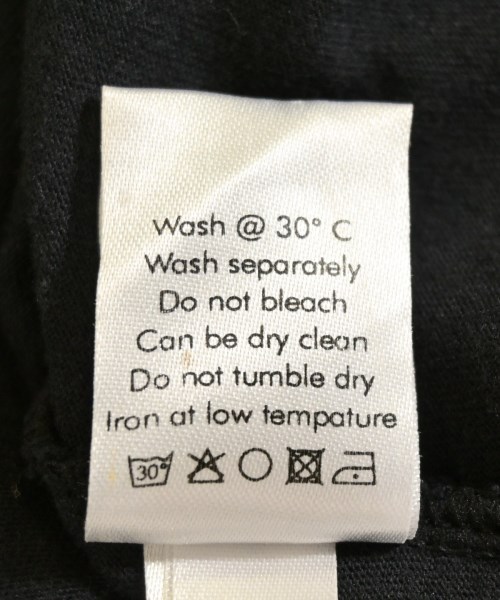 Wash @ 30° C
Wash separately
Do not bleach
Can be dry clean
Do not tumble dry
Iron at low tempature
30°